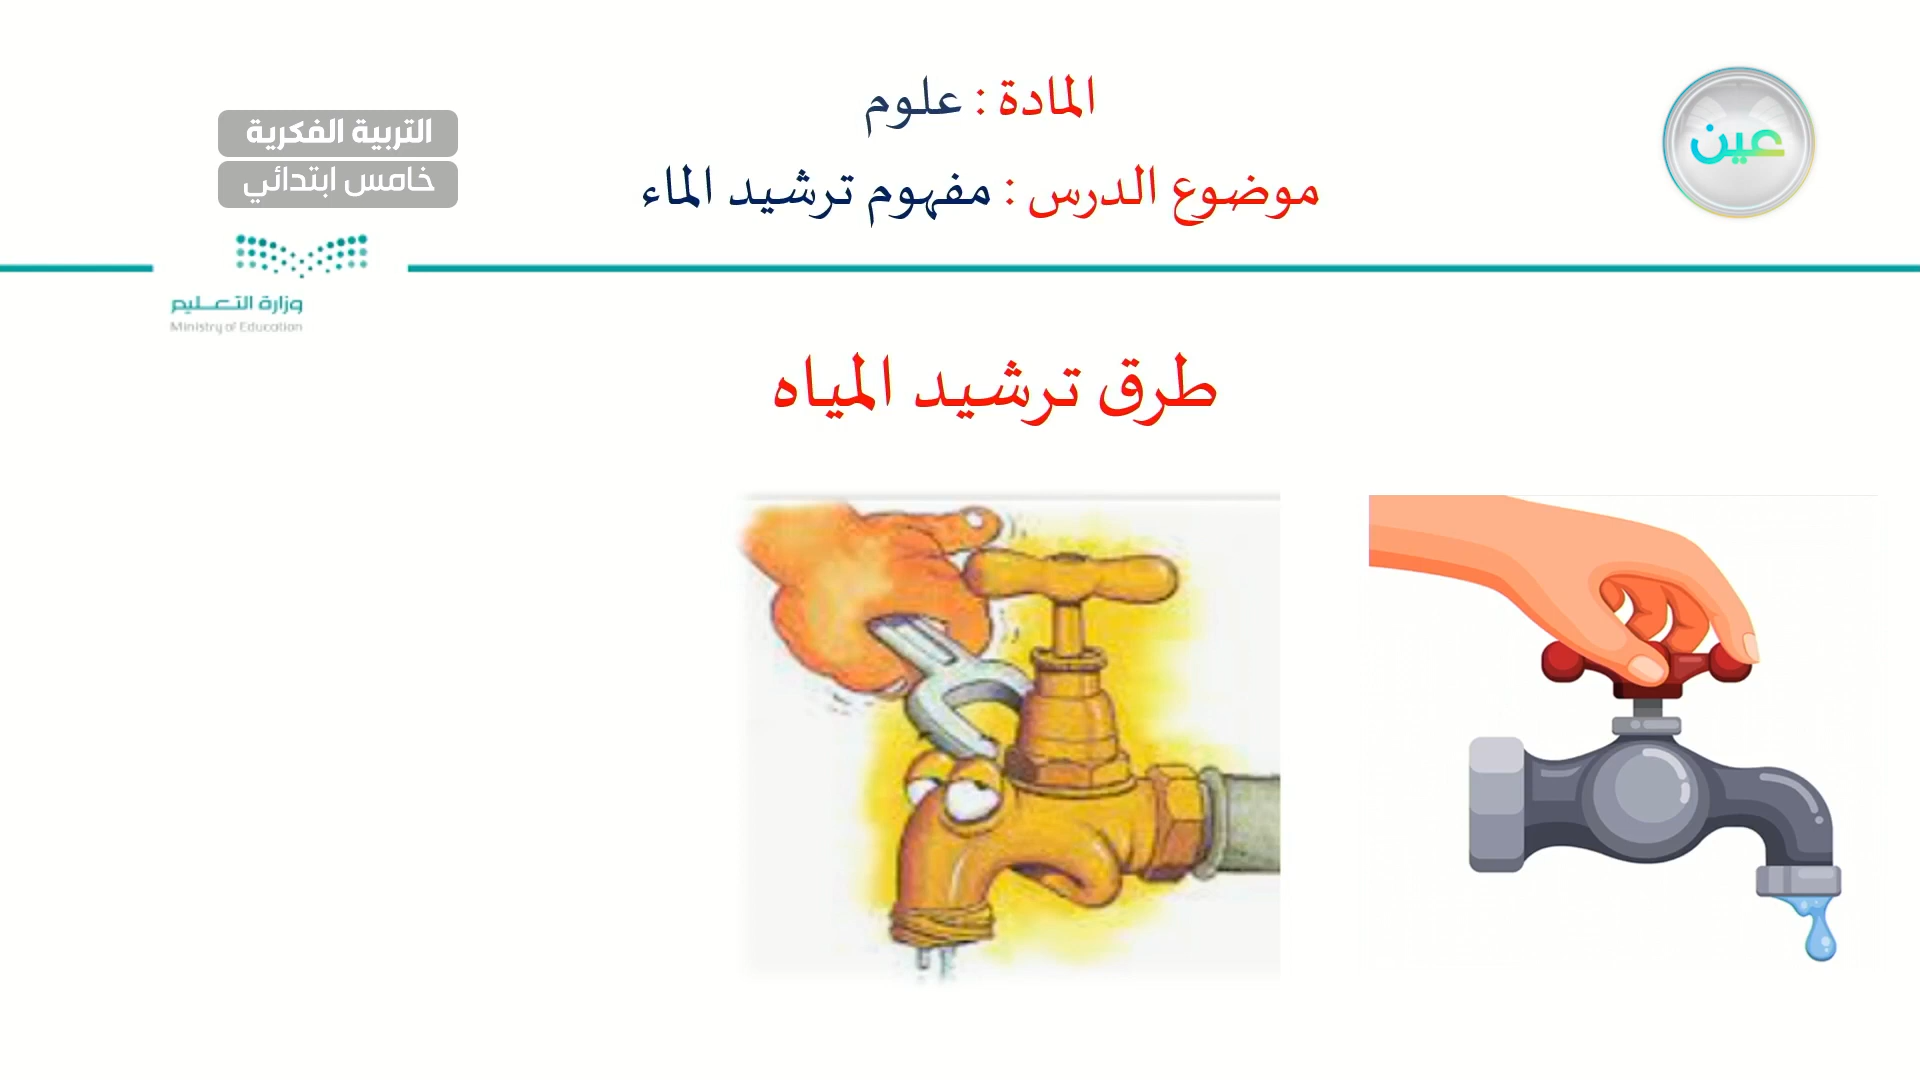 المادة : علوم
موضوع الدرس : مفهوم ترشيد الماء
عين
التربية الفكرية
خامس ابتدائي
وزارة التعليم
Ministry of Education
طرق ترشيد المياه